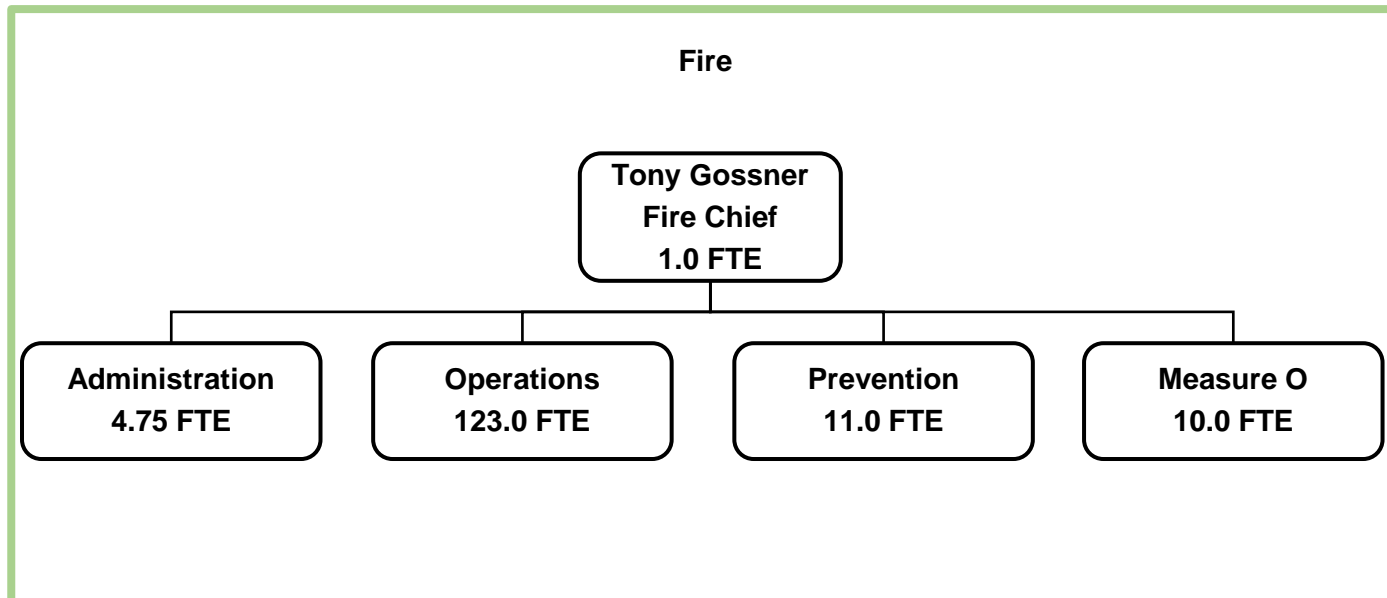 Fire
Tony Gossner
Fire Chief
1.0 FTE
Administration
4.75 FTE
Operations
123.0 FTE
Prevention
11.0 FTE
Measure O
10.0 FTE